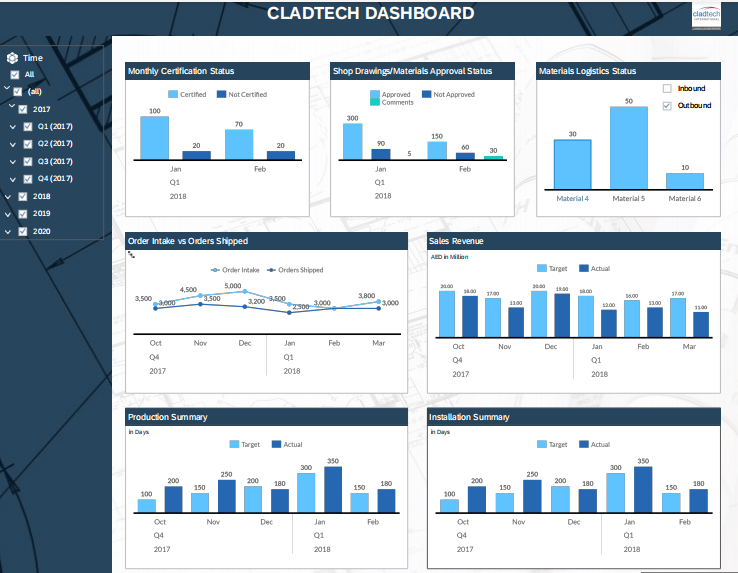 CLADTECH DASHBOARD
cladtech
INTERNATIONAL
Time
All
(all)
2017
Q1 (2017)
Q2 (2017)
Q3 (2017)
Q4 (2017)
2018
2019
2020
Monthly Certification Status
Certified Not Certified
100 20 70 20
Jan Feb
Q1
2018
Shop Drawings/Materials Approval Status
Approved Not Approved
Comments
300 90 5 150 60 30
Jan Feb
Q1
2018
Materials Logistics Status
Inbound
Outbound
30 50 10
Material 4 Material 5 Material 6
Order Intake vs Orders Shipped
Order Intake Orders Shipped
3,500 4,500 5,000 3,500 3,000 3,800
3,000 3,500 3,200 2,500 3,000
Oct Nov Dec Jan Feb Mar
Q4 Q1
2017 2018
Sales Revenue
AED in Million
Target Actual
20.00 18.00 17.00 13.00 20.00 19.00 18.00 12.00 16.00 13.00 17.00 11.00
Oct Nov Dec Jan Feb Mar
Q4 Q1
2017 2018
Production Summary
in Days
Target Actual
100 200 150 250 200 180 300 350 150 180
Oct Nov Dec Jan Feb
Q4 Q1
2017 2018
Installation Summary
in Days
Target Actual
100 200 150 250 200 180 300 350 150 180
Oct Nov Dec Jan Feb
Q4 Q1
2017 2018